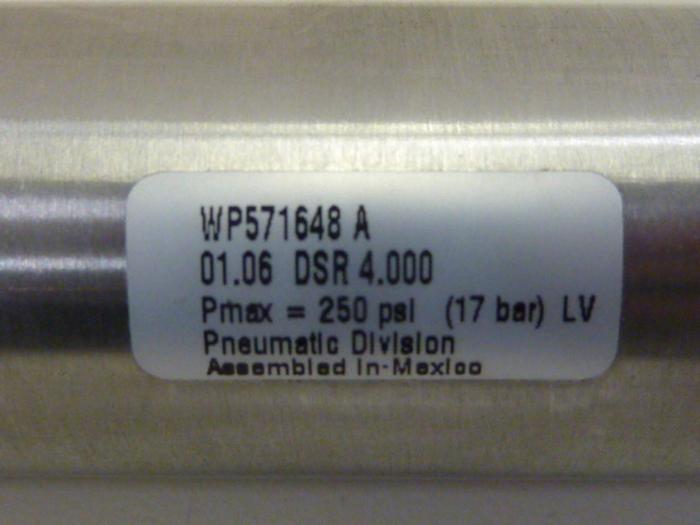 WP571648 A
01.06 DSR 4.000
Pmax = 250 psi (17 bar) LV
Pneumatic Division
Assembled In-Mexico